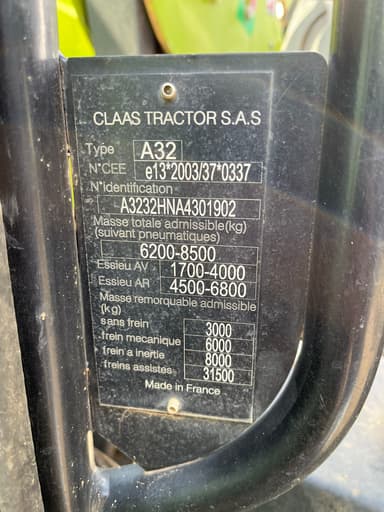 CLAAS TRACTOR S.A.S
Type A32
N°CEE e13*2003/37*0337
N°Identification
A3232HNA4301902
Masse totale admissible(kg)
(suivant pneumatiques)
6200-8500
Essieu AV 1700-4000
Essieu AR 4500-6800
Masse remorquable admissible
(kg)
sans frein 3000
frein mecanique 6000
frein a inertie 8000
freins assistés 31500
Made in France